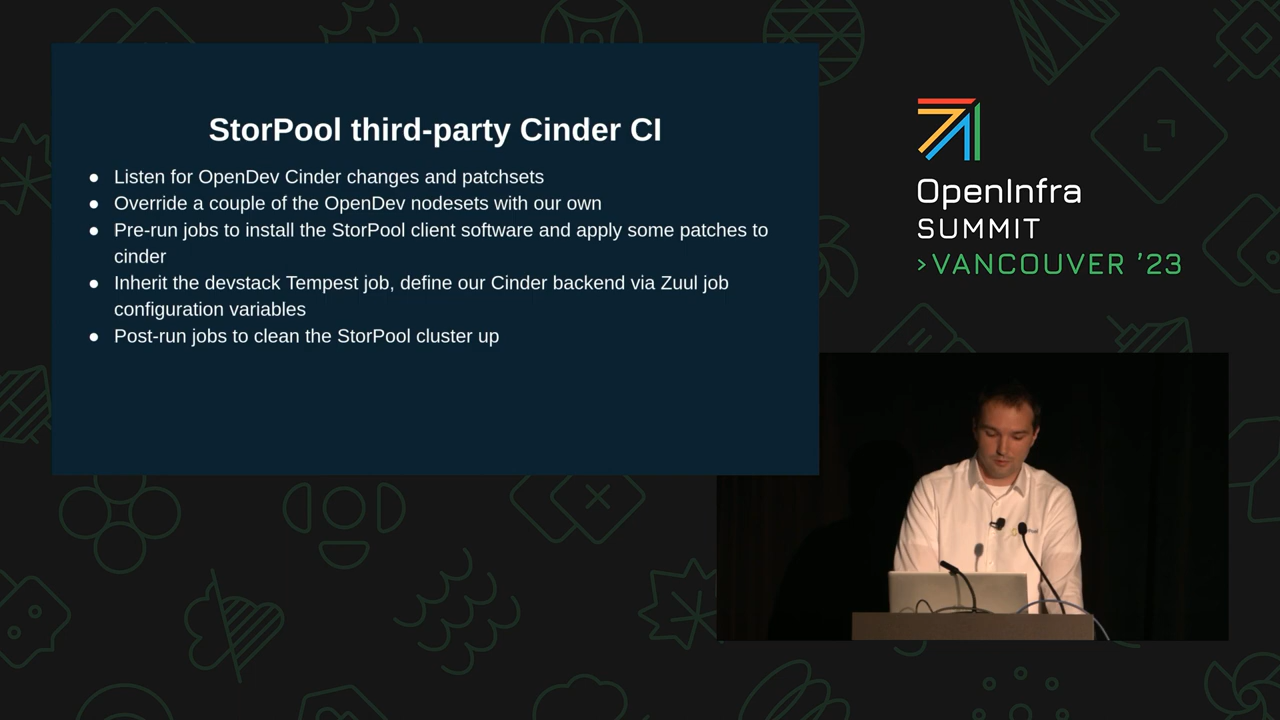 StorPool third-party Cinder CI
● Listen for OpenDev Cinder changes and patchsets
● Override a couple of the OpenDev nodesets with our own
● Pre-run jobs to install the StorPool client software and apply some patches to
cinder
● Inherit the devstack Tempest job, define our Cinder backend via Zuul job
configuration variables
● Post-run jobs to clean the StorPool cluster up
OpenInfra
SUMMIT
>VANCOUVER '23